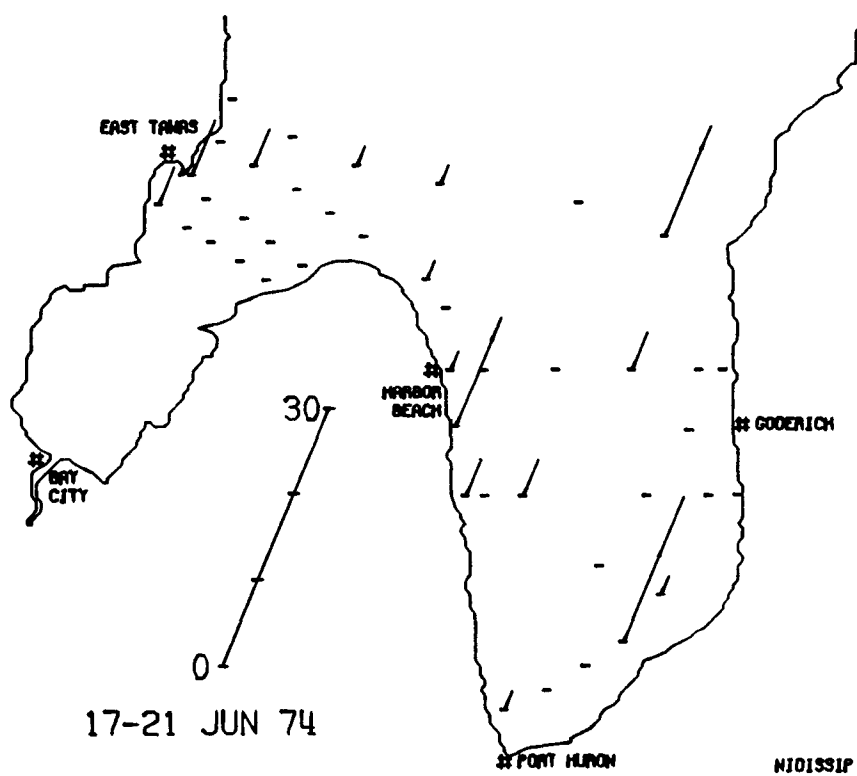 EAST TAWAS
#
#
HARBOR
BEACH
30
# GODERICH
#
BAY
CITY
0
17-21 JUN 74
# PORT HURON
NIDISSIP